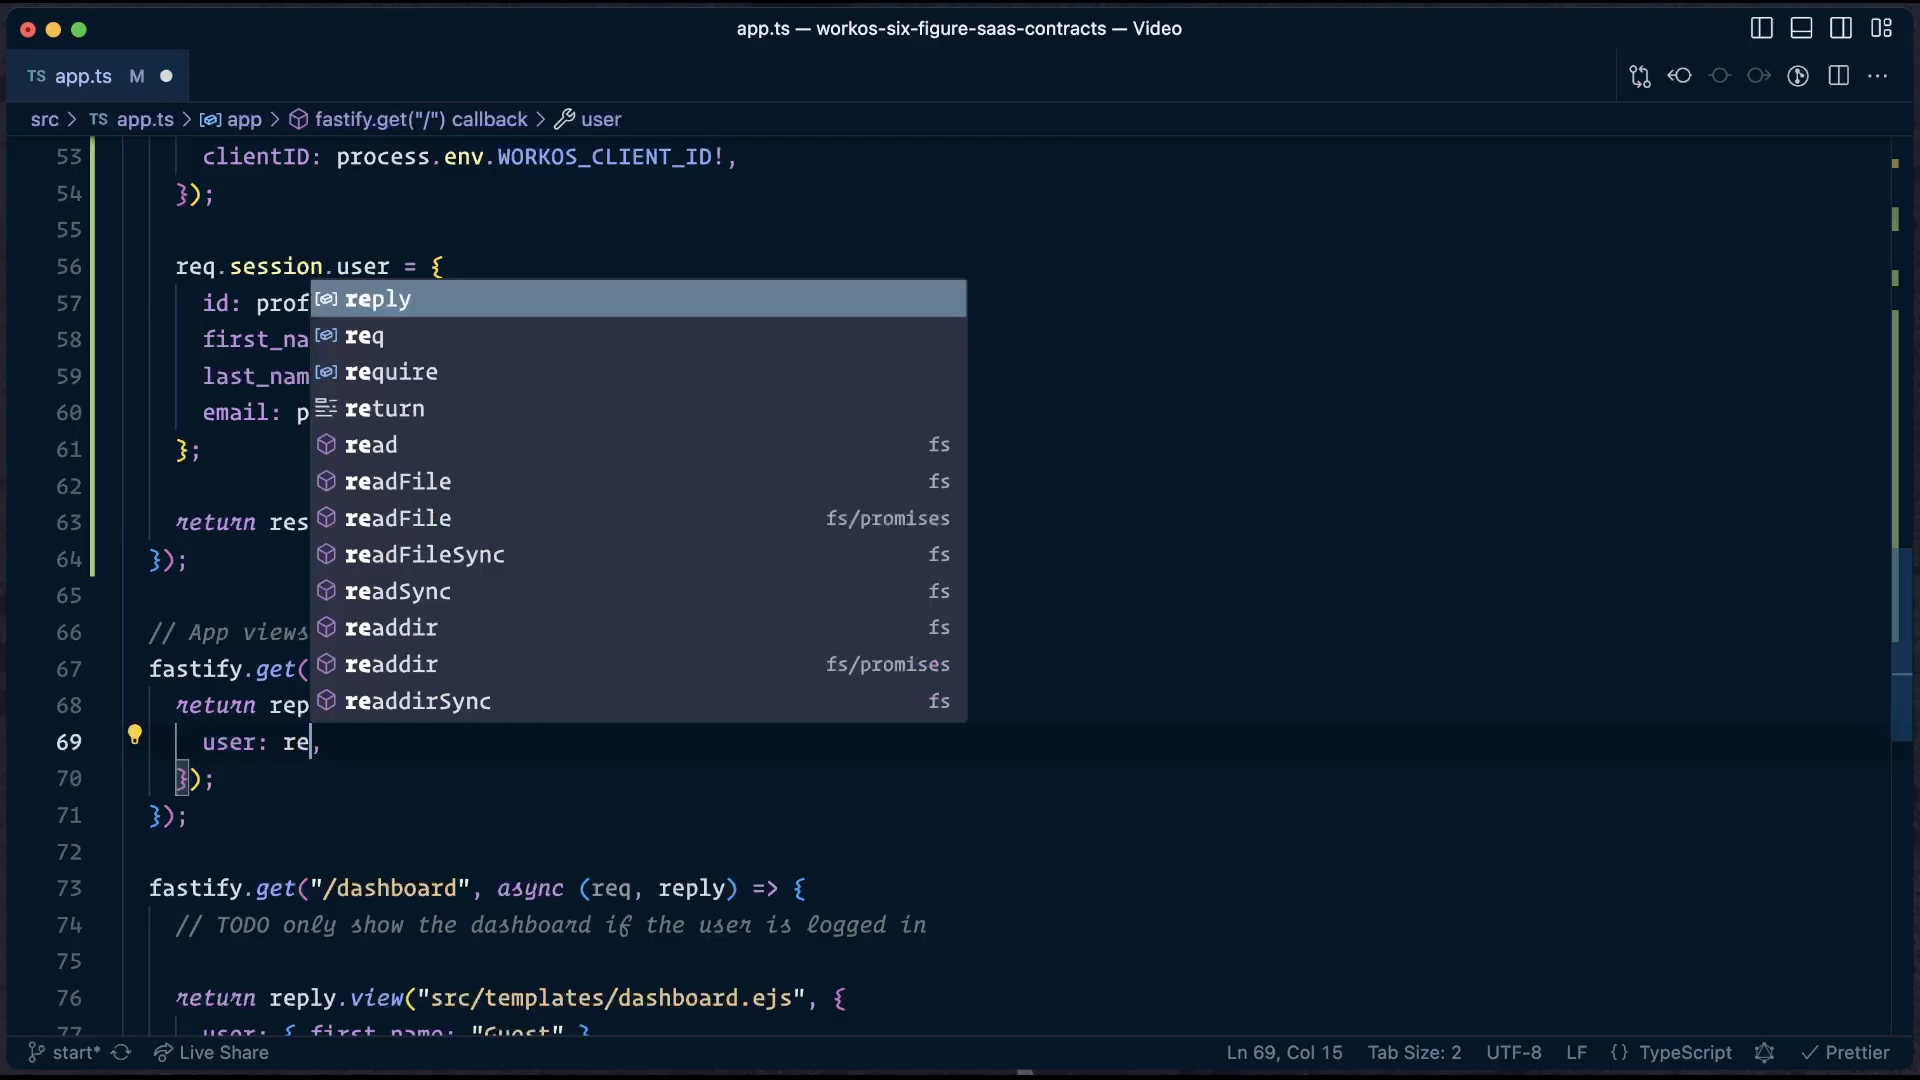 app.ts — workos-six-figure-saas-contracts — Video
TS app.ts M
src > TS app.ts > app > fastify.get("/") callback > user
53 clientID: process.env.WORKOS_CLIENT_ID!,
54 });
55
56 req.session.user = {
57 id: prof
58 first_na
59 last_nam
60 email: p
61 };
62
63 return res
64 });
65
66 // App views
67 fastify.get(
68 return rep
69 user: re,
70 });
71 });
72
73 fastify.get("/dashboard", async (req, reply) => {
74 // TODO only show the dashboard if the user is logged in
75
76 return reply.view("src/templates/dashboard.ejs", {
77 user: { first_name: "Guest" }
reply
req
require
return
read fs
readFile fs
readFile fs/promises
readFileSync fs
readSync fs
readdir fs
readdir fs/promises
readdirSync fs
start* Live Share Ln 69, Col 15 Tab Size: 2 UTF-8 LF {} TypeScript Prettier